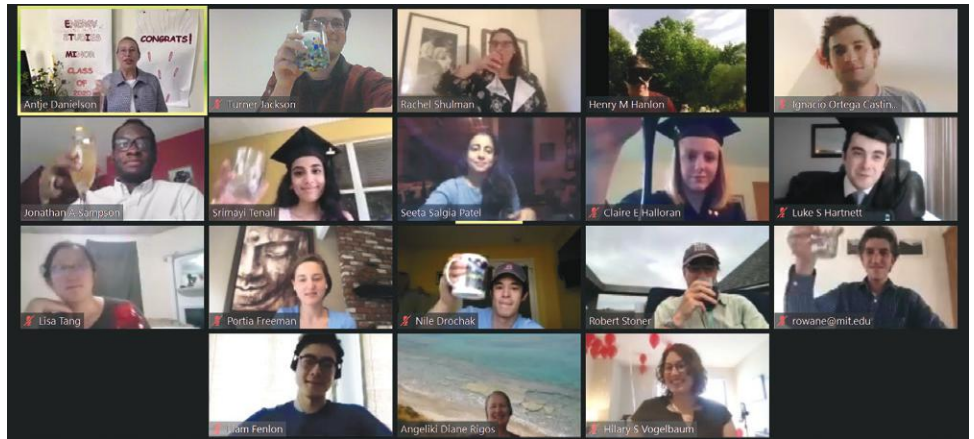 ENERGY
STUDIES
MINOR
CLASS
OF
2020
CONGRATS!
Antje Danielson
Turner Jackson
Rachel Shulman
Henry M Hanlon
Ignacio Ortega Castin...
Jonathan A Sampson
Srimayi Tenali
Seeta Salgia Patel
Claire E Halloran
Luke S Hartnett
Lisa Tang
Portia Freeman
Nile Drochak
Robert Stoner
rowane@mit.edu
Liam Fenlon
Angeliki Diane Rigos
Hilary S Vogelbaum